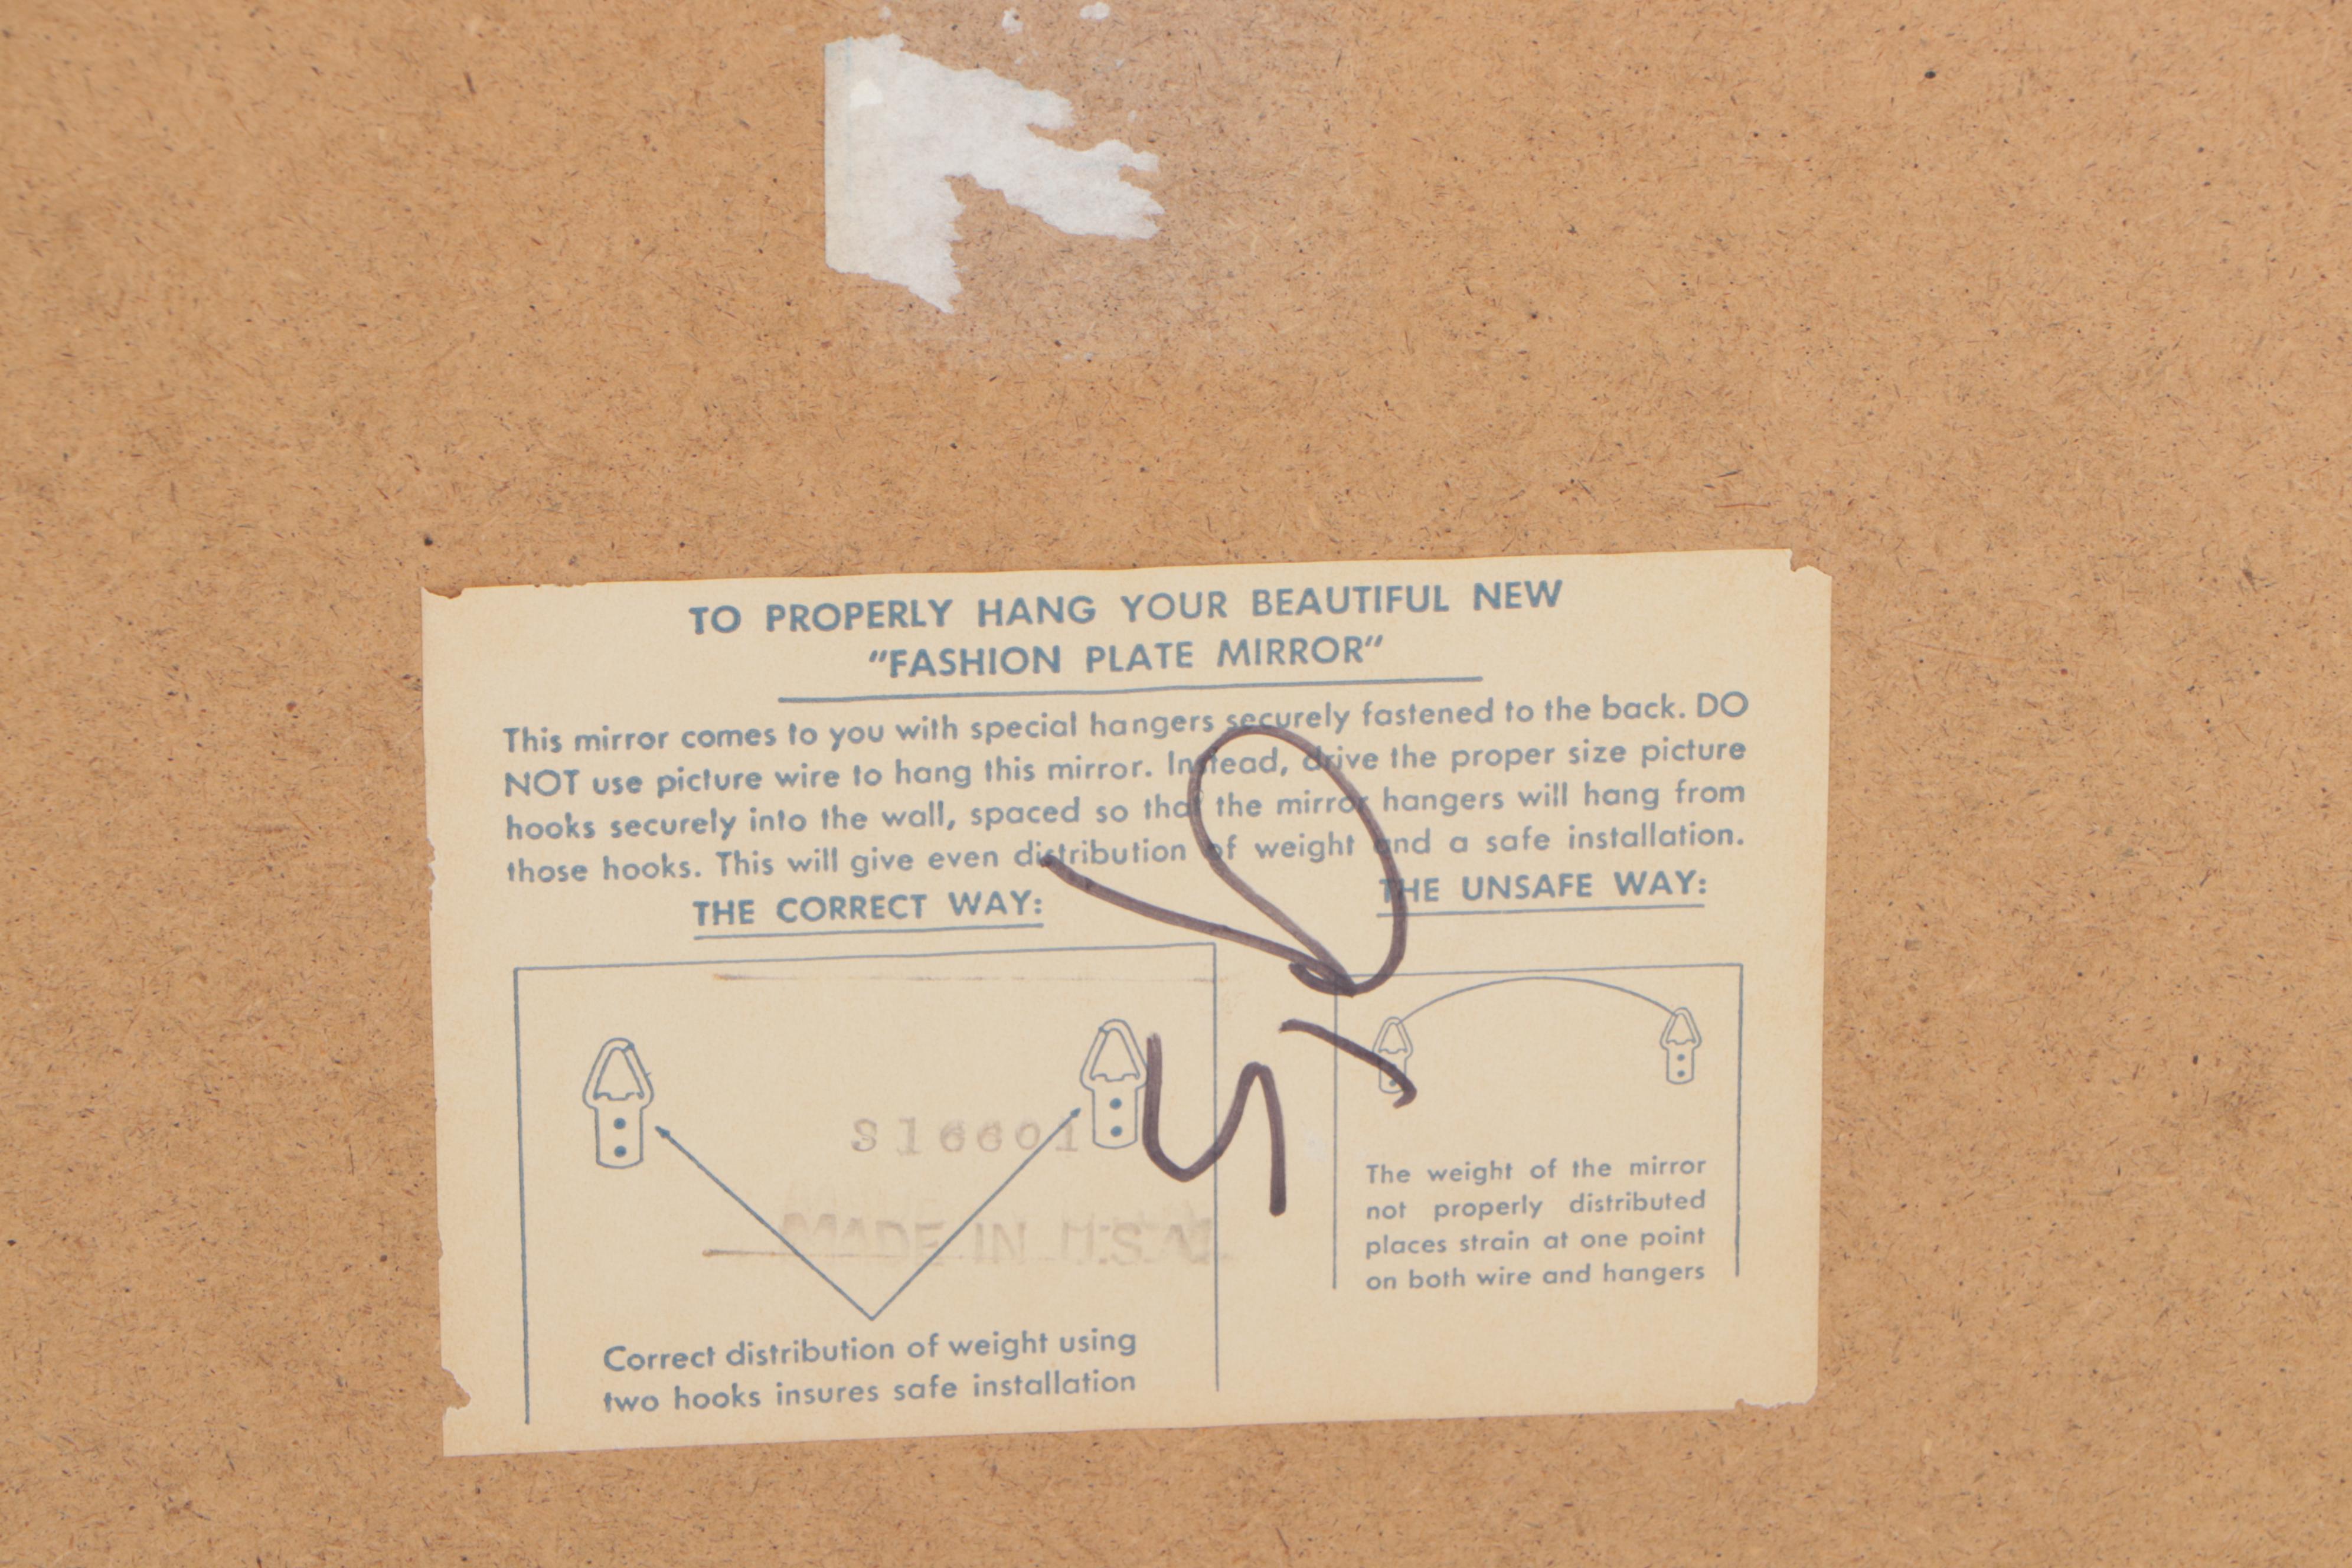 TO PROPERLY HANG YOUR BEAUTIFUL NEW
"FASHION PLATE MIRROR"
This mirror comes to you with special hangers securely fastened to the back. DO
NOT use picture wire to hang this mirror. Instead, drive the proper size picture
hooks securely into the wall, spaced so that the mirror hangers will hang from
those hooks. This will give even distribution of weight and a safe installation.
THE CORRECT WAY:
MADE IN U.S.A.
Correct distribution of weight using
two hooks insures safe installation
THE UNSAFE WAY:
The weight of the mirror
not properly distributed
places strain at one point
on both wire and hangers